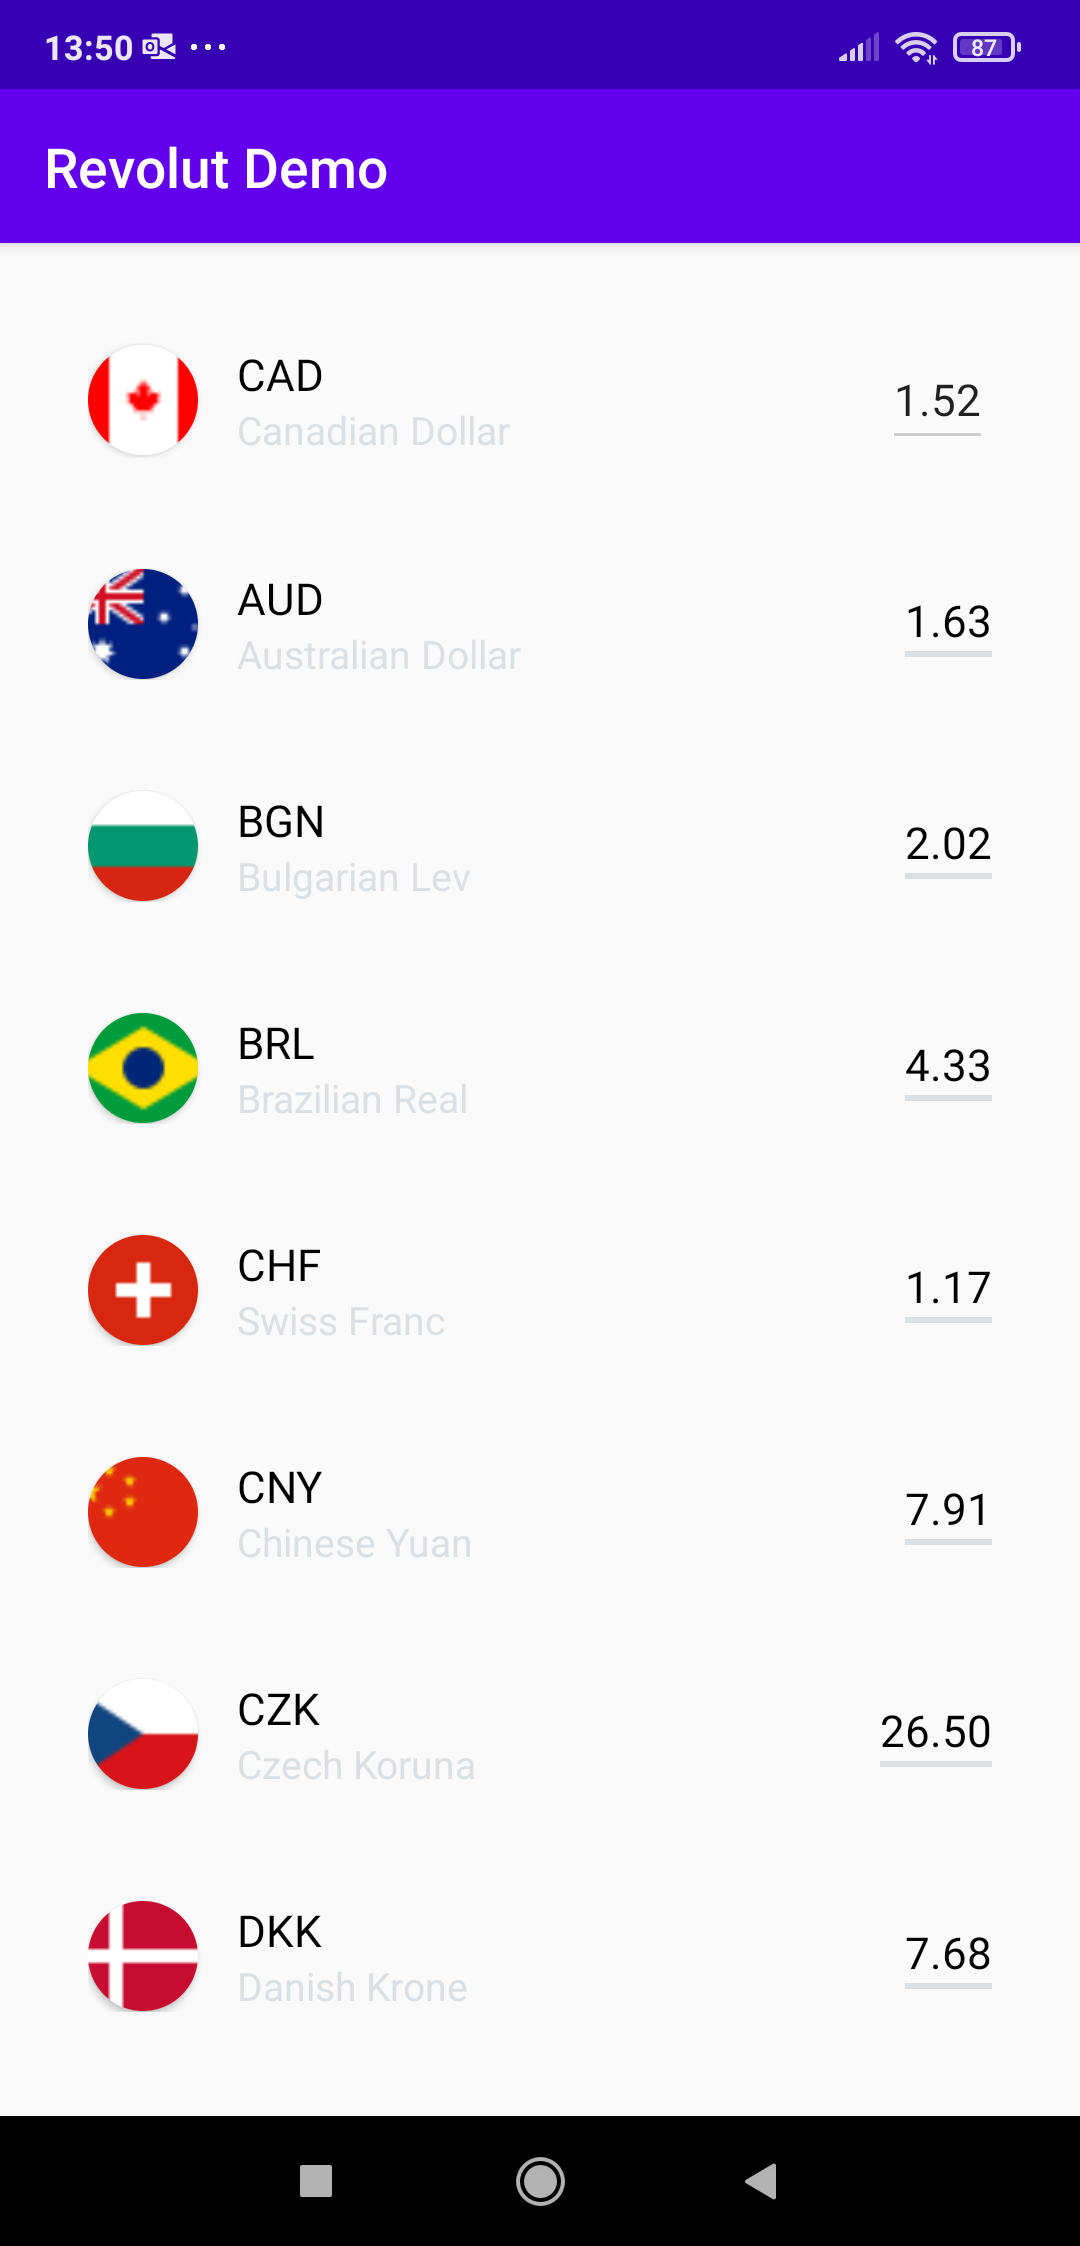 13:50
87
Revolut Demo
CAD
Canadian Dollar
1.52
AUD
Australian Dollar
1.63
BGN
Bulgarian Lev
2.02
BRL
Brazilian Real
4.33
CHF
Swiss Franc
1.17
CNY
Chinese Yuan
7.91
CZK
Czech Koruna
26.50
DKK
Danish Krone
7.68